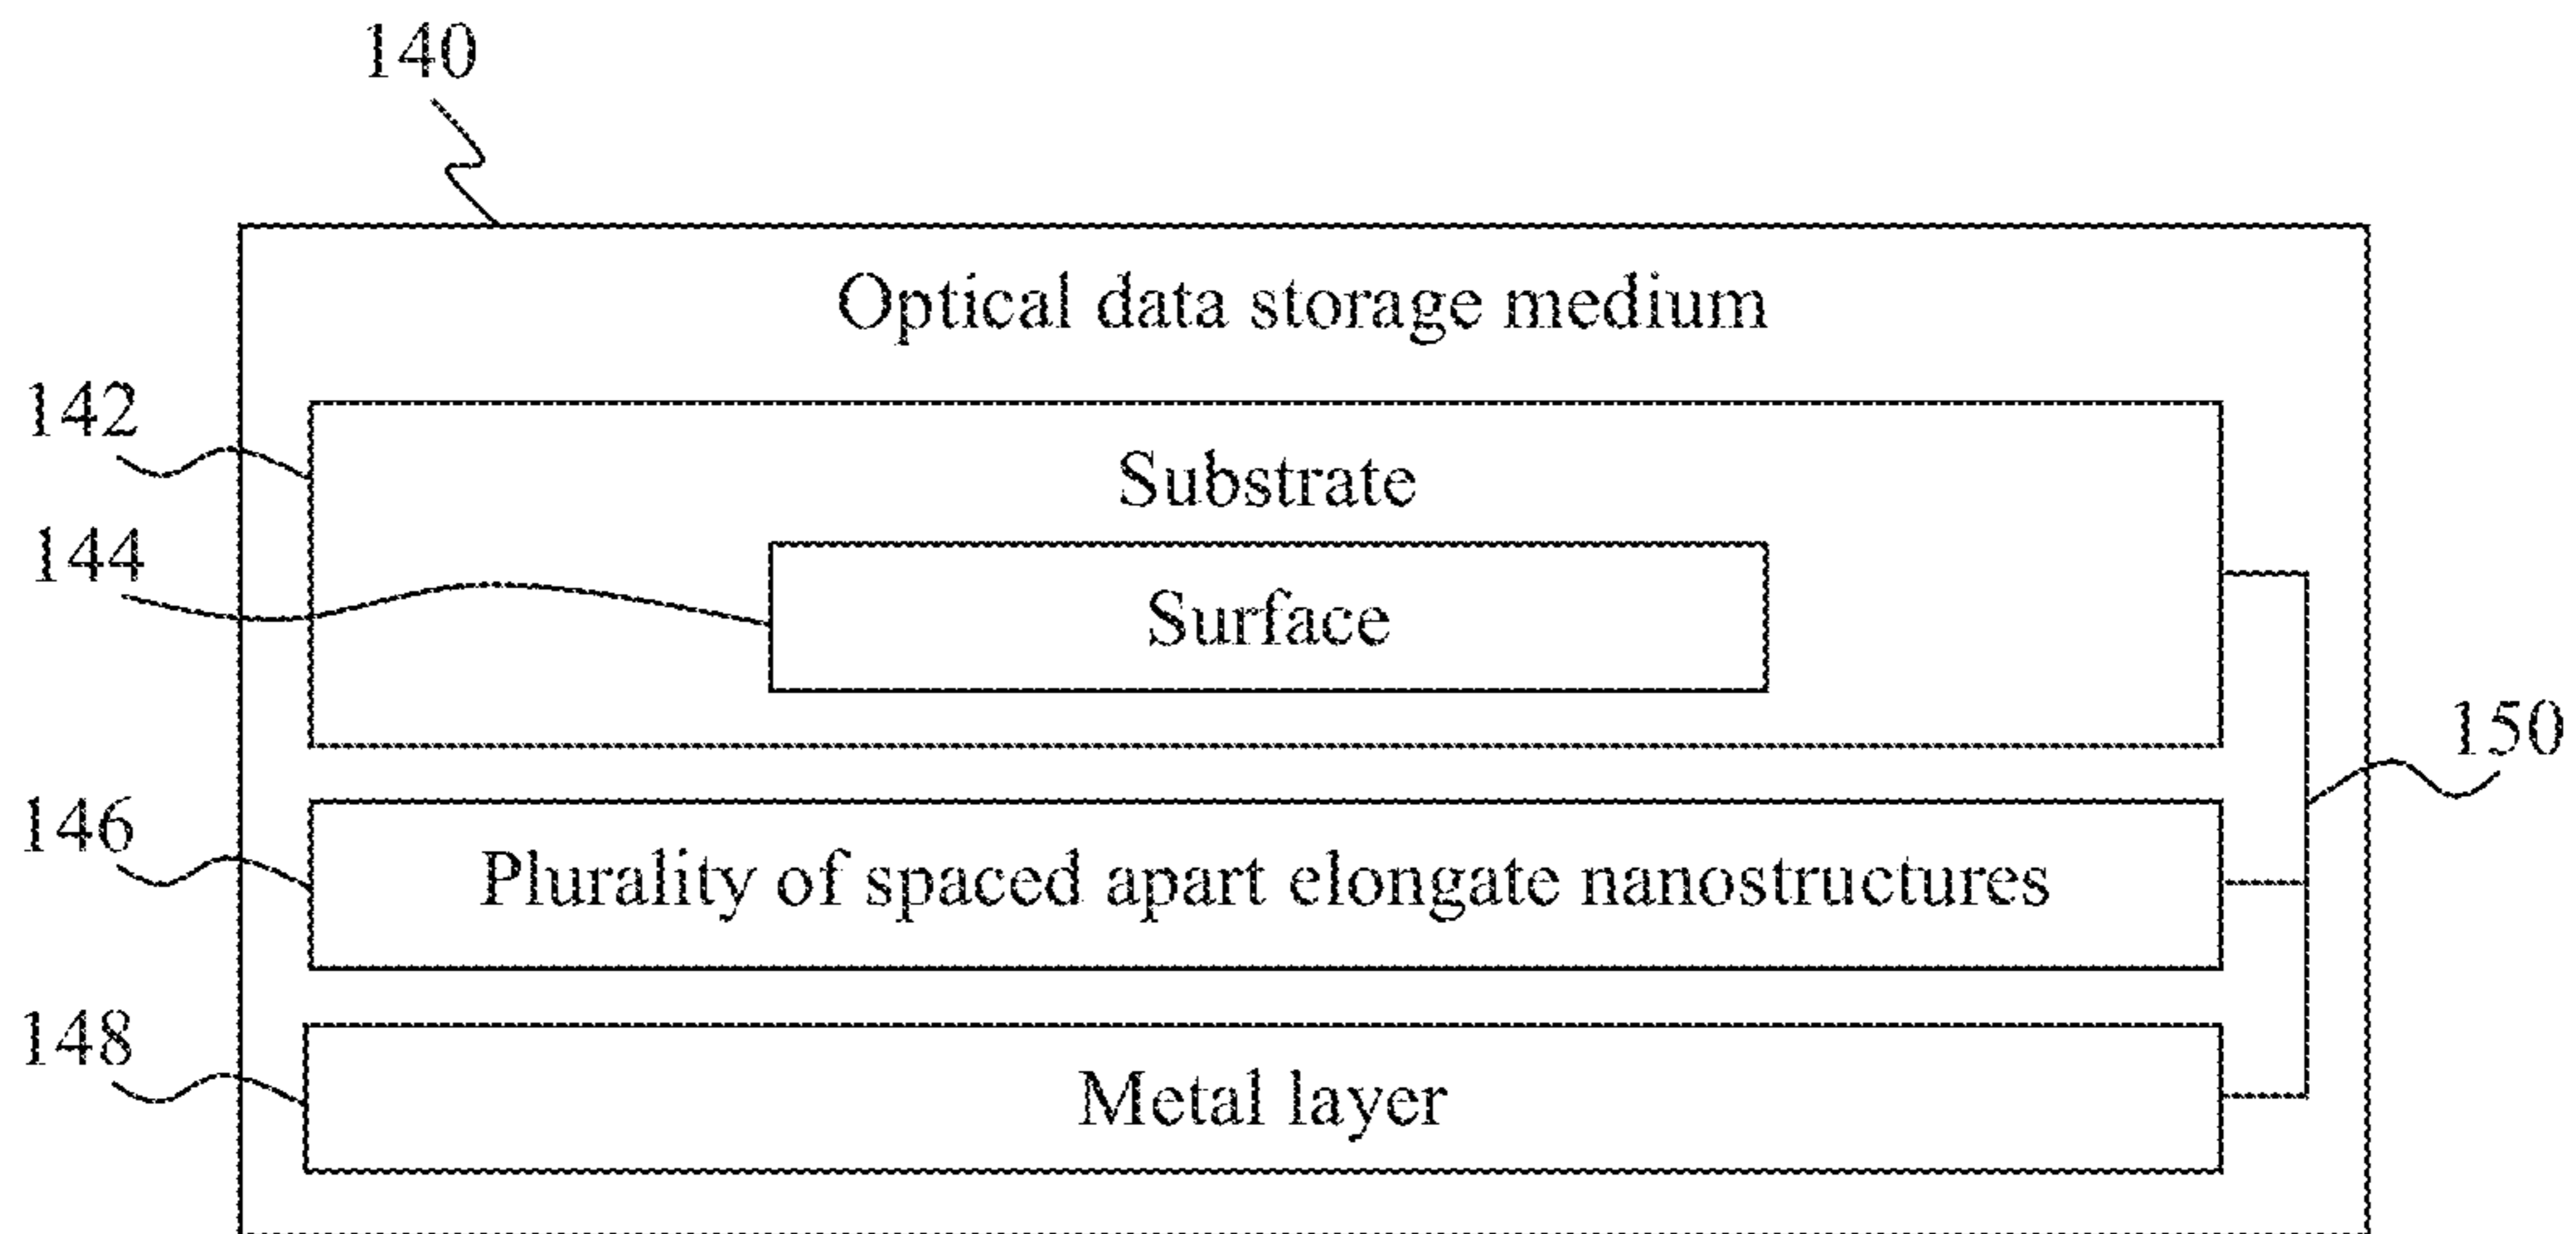 140
Optical data storage medium
142
Substrate
144
Surface
150
146
Plurality of spaced apart elongate nanostructures
148
Metal layer